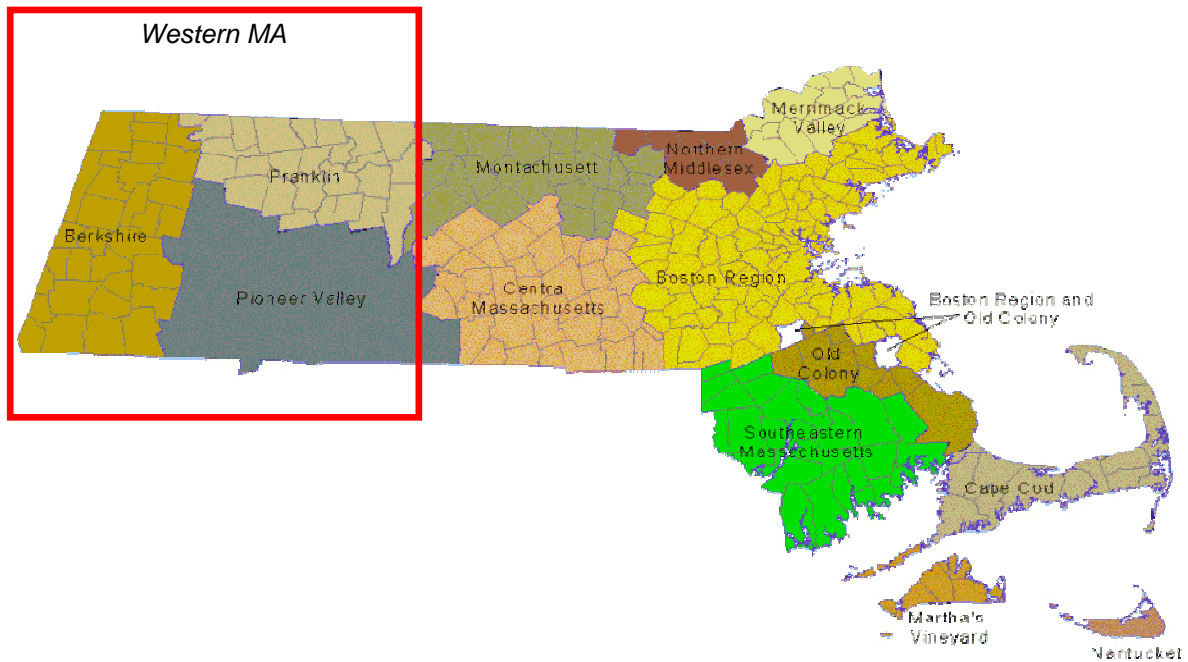 Western MA
Merrimack
Valley
Northern
Middlesex
Montachusett
Franklin
Berkshire
Pioneer Valley
Centra
Massachusetts
Boston Region
Boston Region and
Old Colony
Old
Colony
Southeastern
Massachusetts
Cape Cod
Martha's
Vineyard
Nantucket